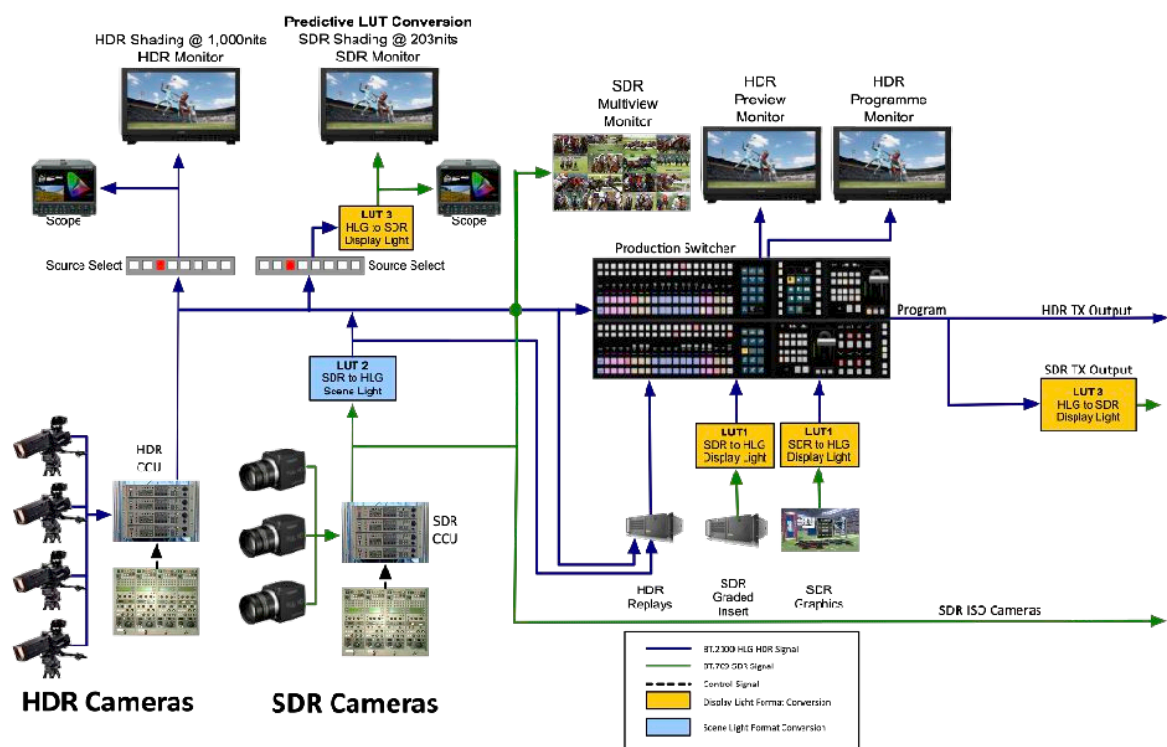 Predictive LUT Conversion
HDR Shading @ 1,000nits
HDR Monitor
SDR Shading @ 203nits
SDR Monitor
SDR
Multiview
Monitor
HDR
Preview
Monitor
HDR
Programme
Monitor
Scope
LUT 3
HLG to SDR
Display Light
Scope
Source Select
Source Select
Production Switcher
Program
HDR TX Output
LUT 2
SDR to HLG
Scene Light
SDR TX Output
LUT 3
HLG to SDR
Display Light
HDR
CCU
LUT1
SDR to HLG
Display Light
LUT1
SDR to HLG
Display Light
SDR
CCU
HDR
Replays
SDR
Graded
Insert
SDR
Graphics
SDR ISO Cameras
HDR Cameras
SDR Cameras
BT.2100 HLG HDR Signal
BT.709 SDR Signal
Control Signal
Display Light Format Conversion
Scene Light Format Conversion